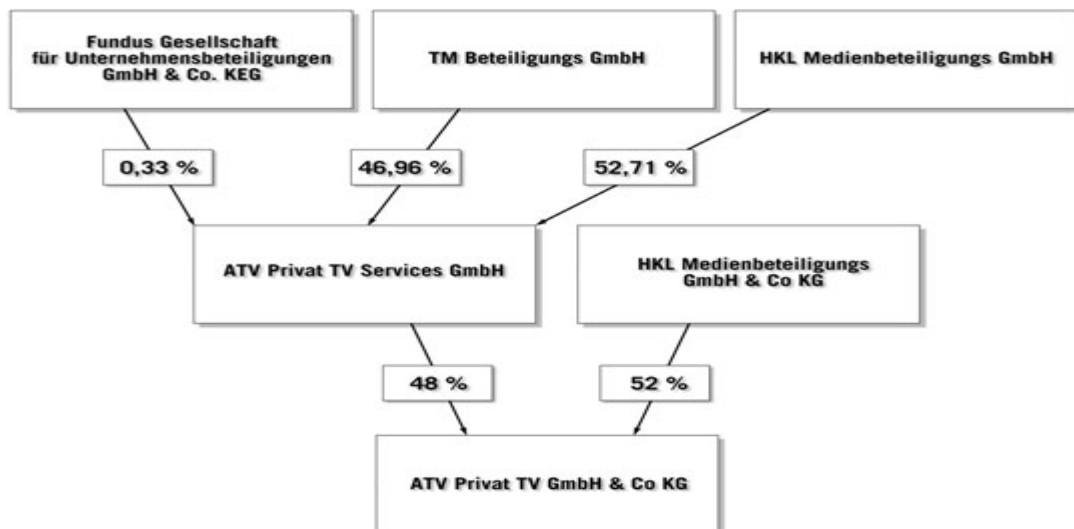 Fundus Gesellschaft
für Unternehmensbeteiligungen
GmbH & Co. KEG
TM Beteiligungs GmbH
HKL Medienbeteiligungs GmbH
0,33 %
46,96 %
52,71 %
ATV Privat TV Services GmbH
HKL Medienbeteiligungs
GmbH & Co KG
48 %
52 %
ATV Privat TV GmbH & Co KG